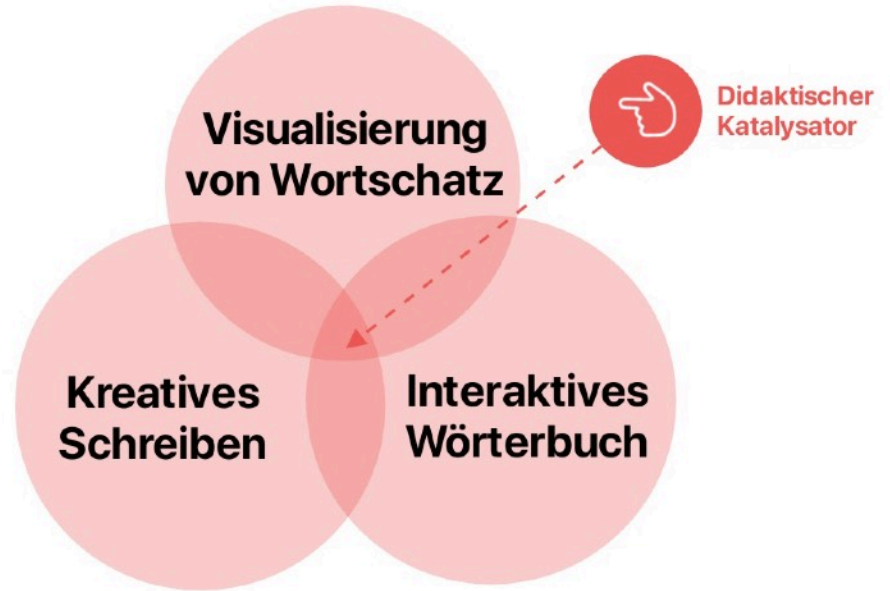 Visualisierung
von Wortschatz
Didaktischer
Katalysator
Kreatives
Schreiben
Interaktives
Wörterbuch